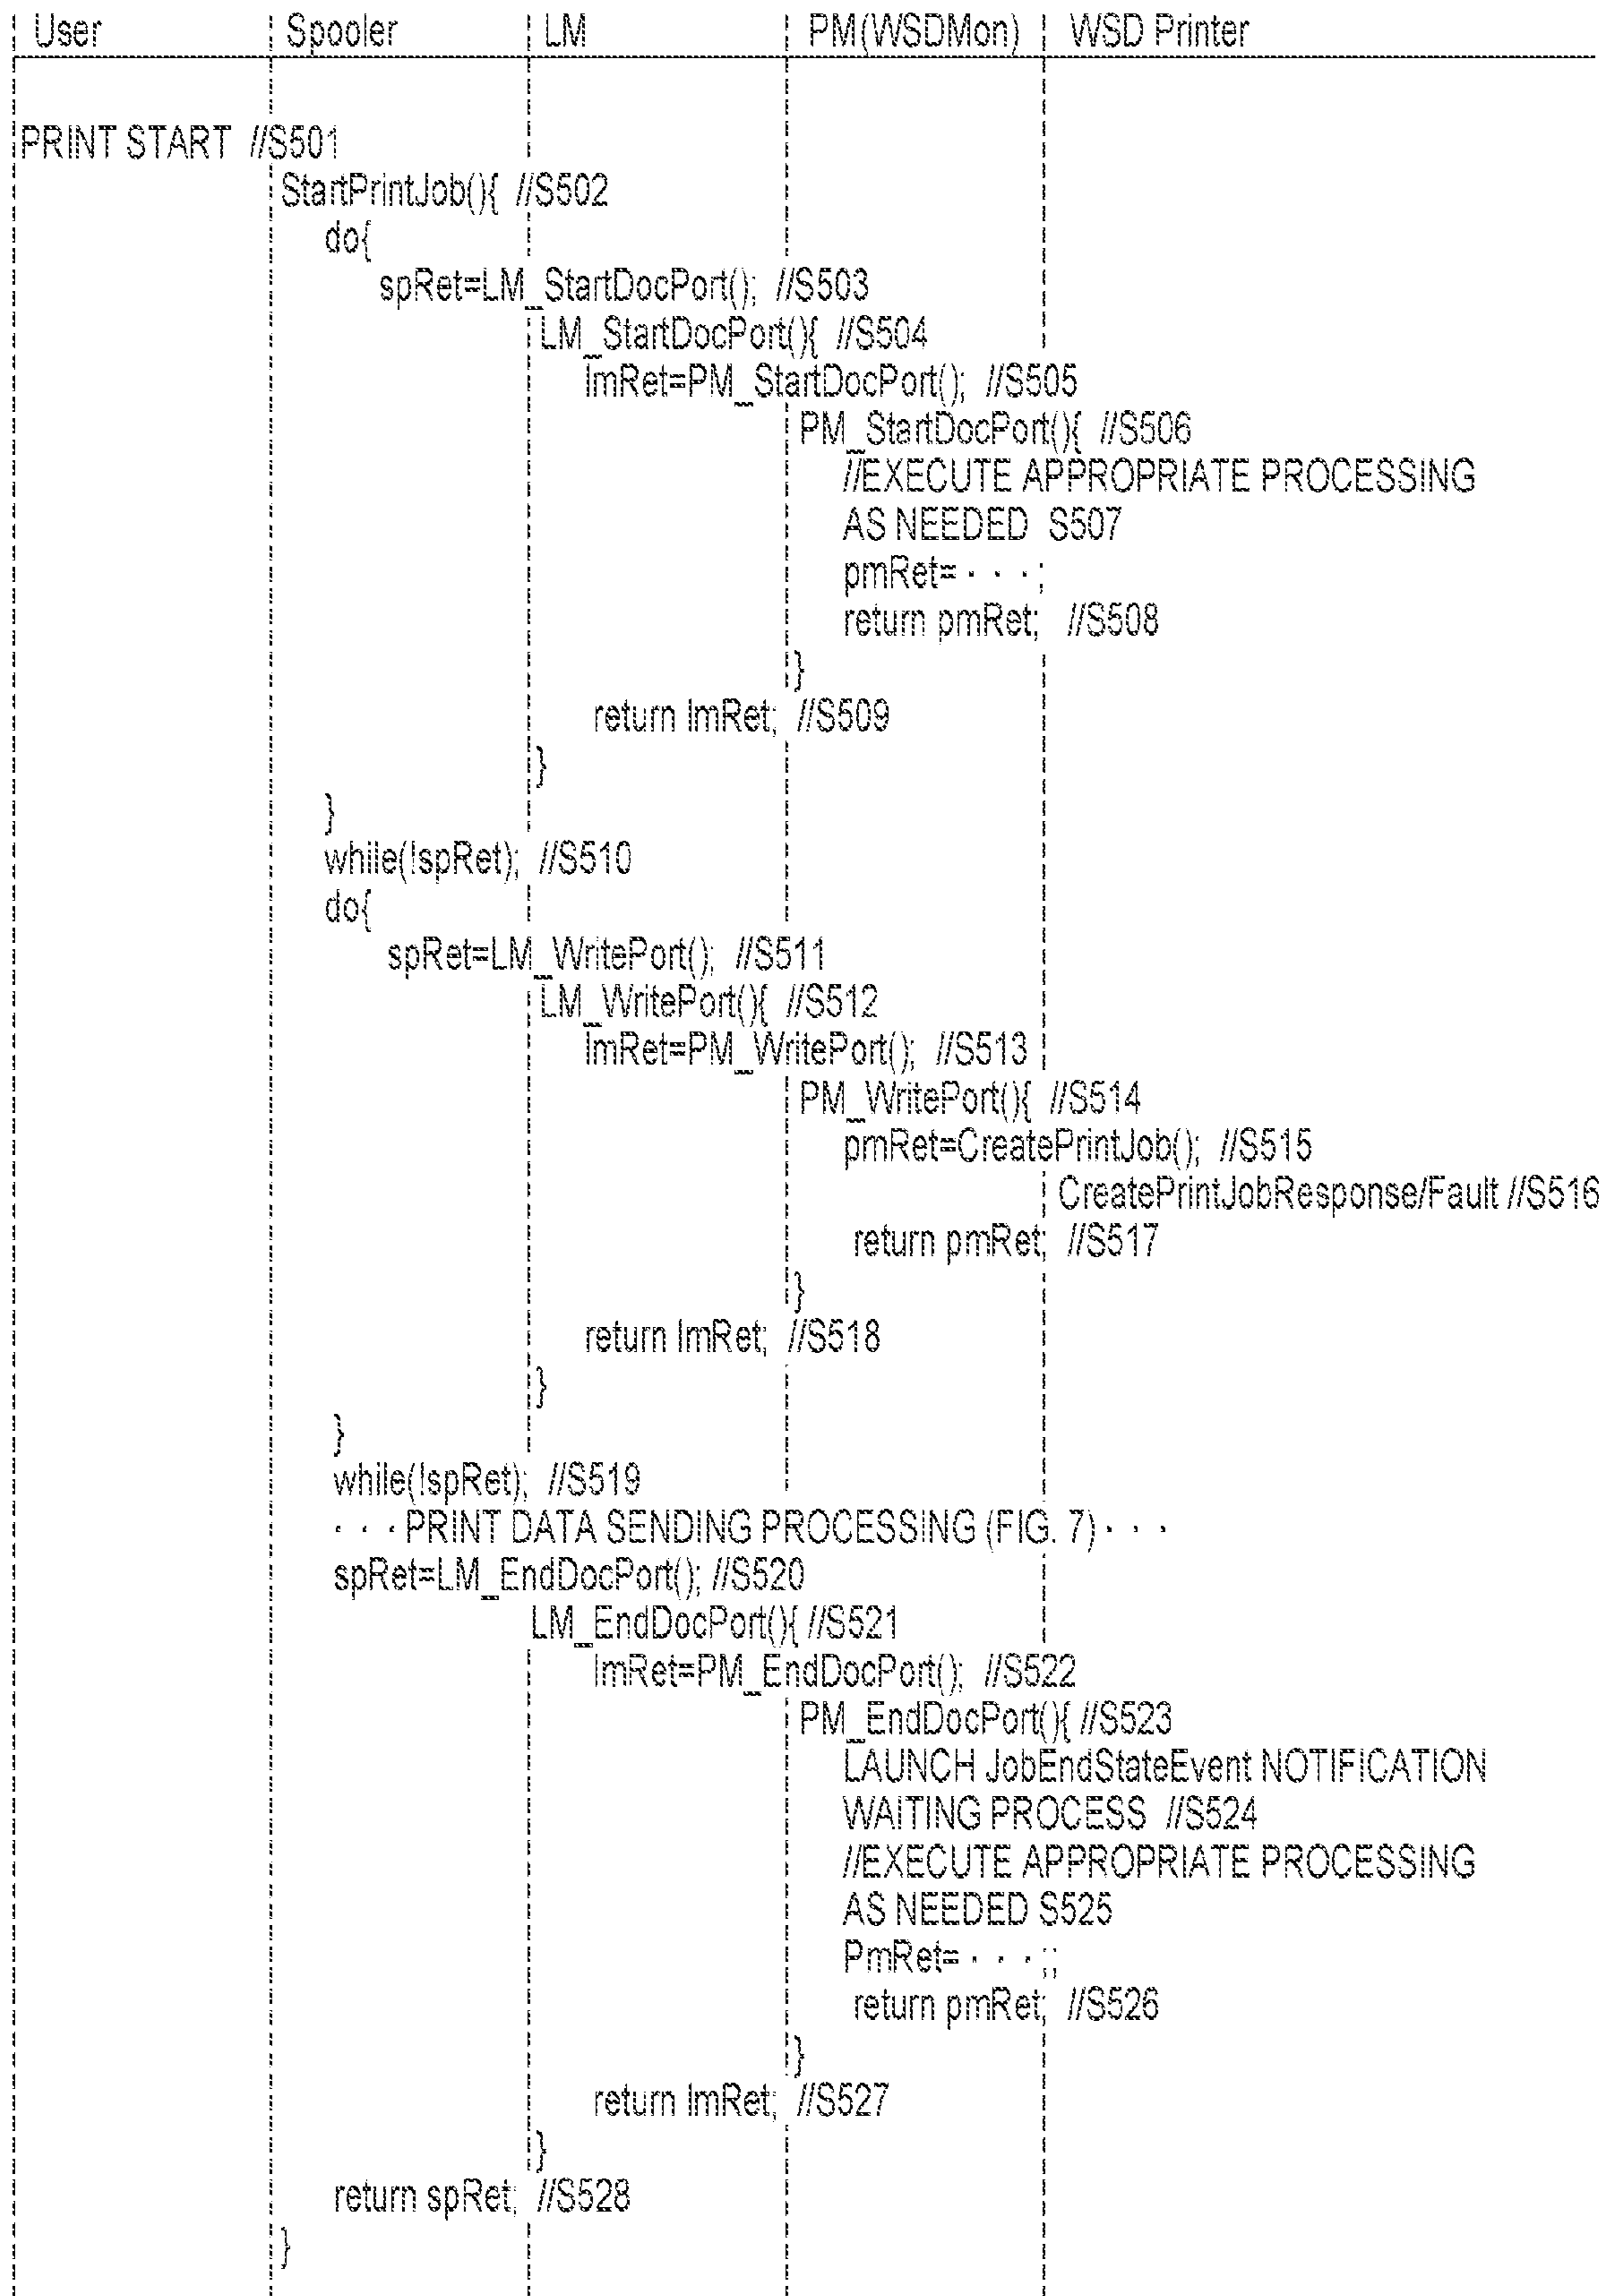 User Spooler LM PM(WSDMon) WSD Printer
PRINT START //S501
StartPrintJob(){ //S502
do{
spRet=LM_StartDocPort(); //S503
LM_StartDocPort(){ //S504
lmRet=PM_StartDocPort(); //S505
PM_StartDocPort(){ //S506
//EXECUTE APPROPRIATE PROCESSING
AS NEEDED S507
pmRet=・・・;
return pmRet; //S508
}
return lmRet; //S509
}
}
while(!spRet); //S510
do{
spRet=LM_WritePort(); //S511
LM_WritePort(){ //S512
lmRet=PM_WritePort(); //S513
PM_WritePort(){ //S514
pmRet=CreatePrintJob(); //S515
CreatePrintJobResponse/Fault //S516
return pmRet; //S517
}
return lmRet; //S518
}
}
while(!spRet); //S519
・・・PRINT DATA SENDING PROCESSING (FIG. 7)・・・
spRet=LM_EndDocPort(); //S520
LM_EndDocPort(){ //S521
lmRet=PM_EndDocPort(); //S522
PM_EndDocPort(){ //S523
LAUNCH JobEndStateEvent NOTIFICATION
WAITING PROCESS //S524
//EXECUTE APPROPRIATE PROCESSING
AS NEEDED S525
PmRet=・・・;;
return pmRet; //S526
}
return lmRet; //S527
}
return spRet; //S528
}